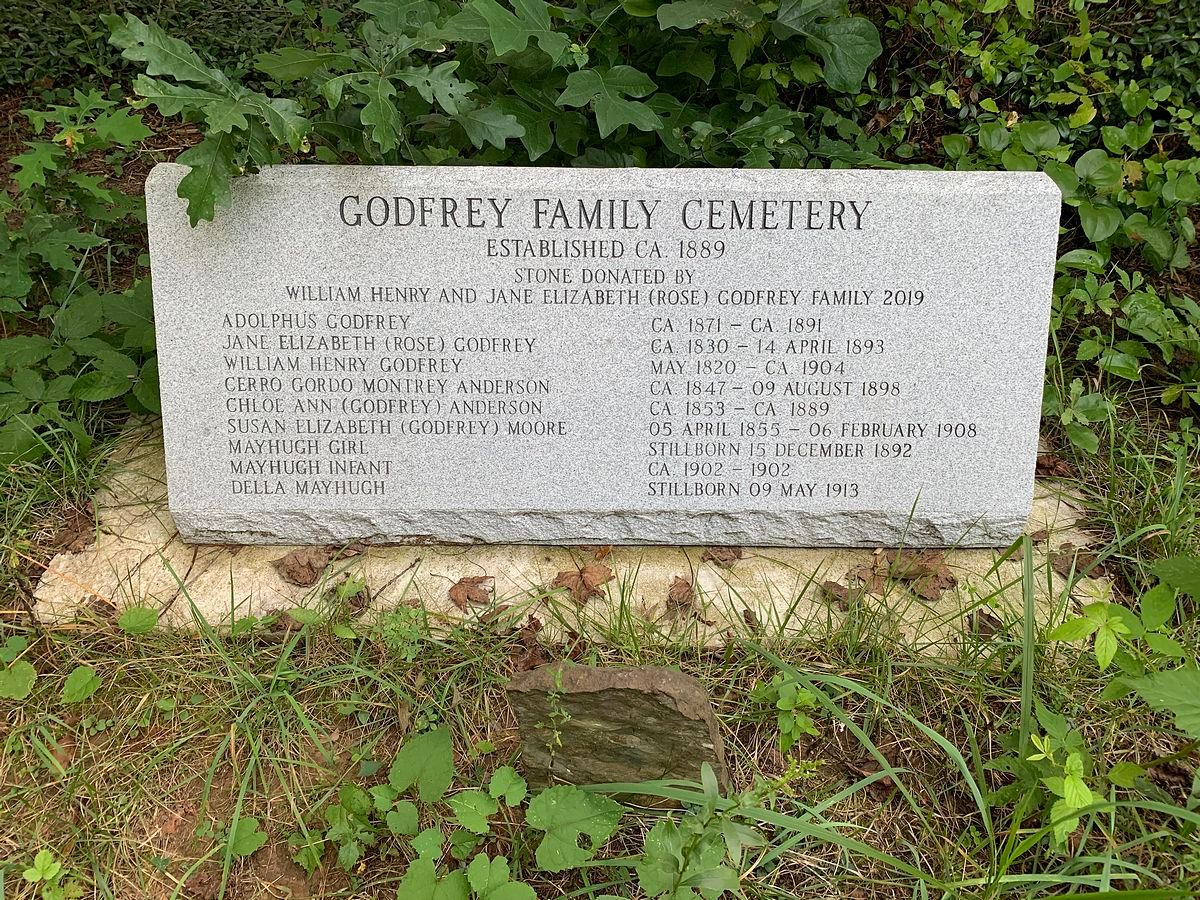 GODFREY FAMILY CEMETERY
ESTABLISHED CA. 1889
STONE DONATED BY
WILLIAM HENRY AND JANE ELIZABETH (ROSE) GODFREY FAMILY 2019
ADOLPHUS GODFREY CA. 1871 – CA. 1891
JANE ELIZABETH (ROSE) GODFREY CA. 1830 – 14 APRIL 1893
WILLIAM HENRY GODFREY MAY 1820 – CA. 1904
CERRO GORDO MONTREY ANDERSON CA. 1847 – 09 AUGUST 1898
CHLOE ANN (GODFREY) ANDERSON CA. 1853 – CA 1889
SUSAN ELIZABETH (GODFREY) MOORE 05 APRIL 1855 – 06 FEBRUARY 1908
MAYHUGH GIRL STILLBORN 15 DECEMBER 1892
MAYHUGH INFANT CA. 1902 – 1902
DELLA MAYHUGH STILLBORN 09 MAY 1913